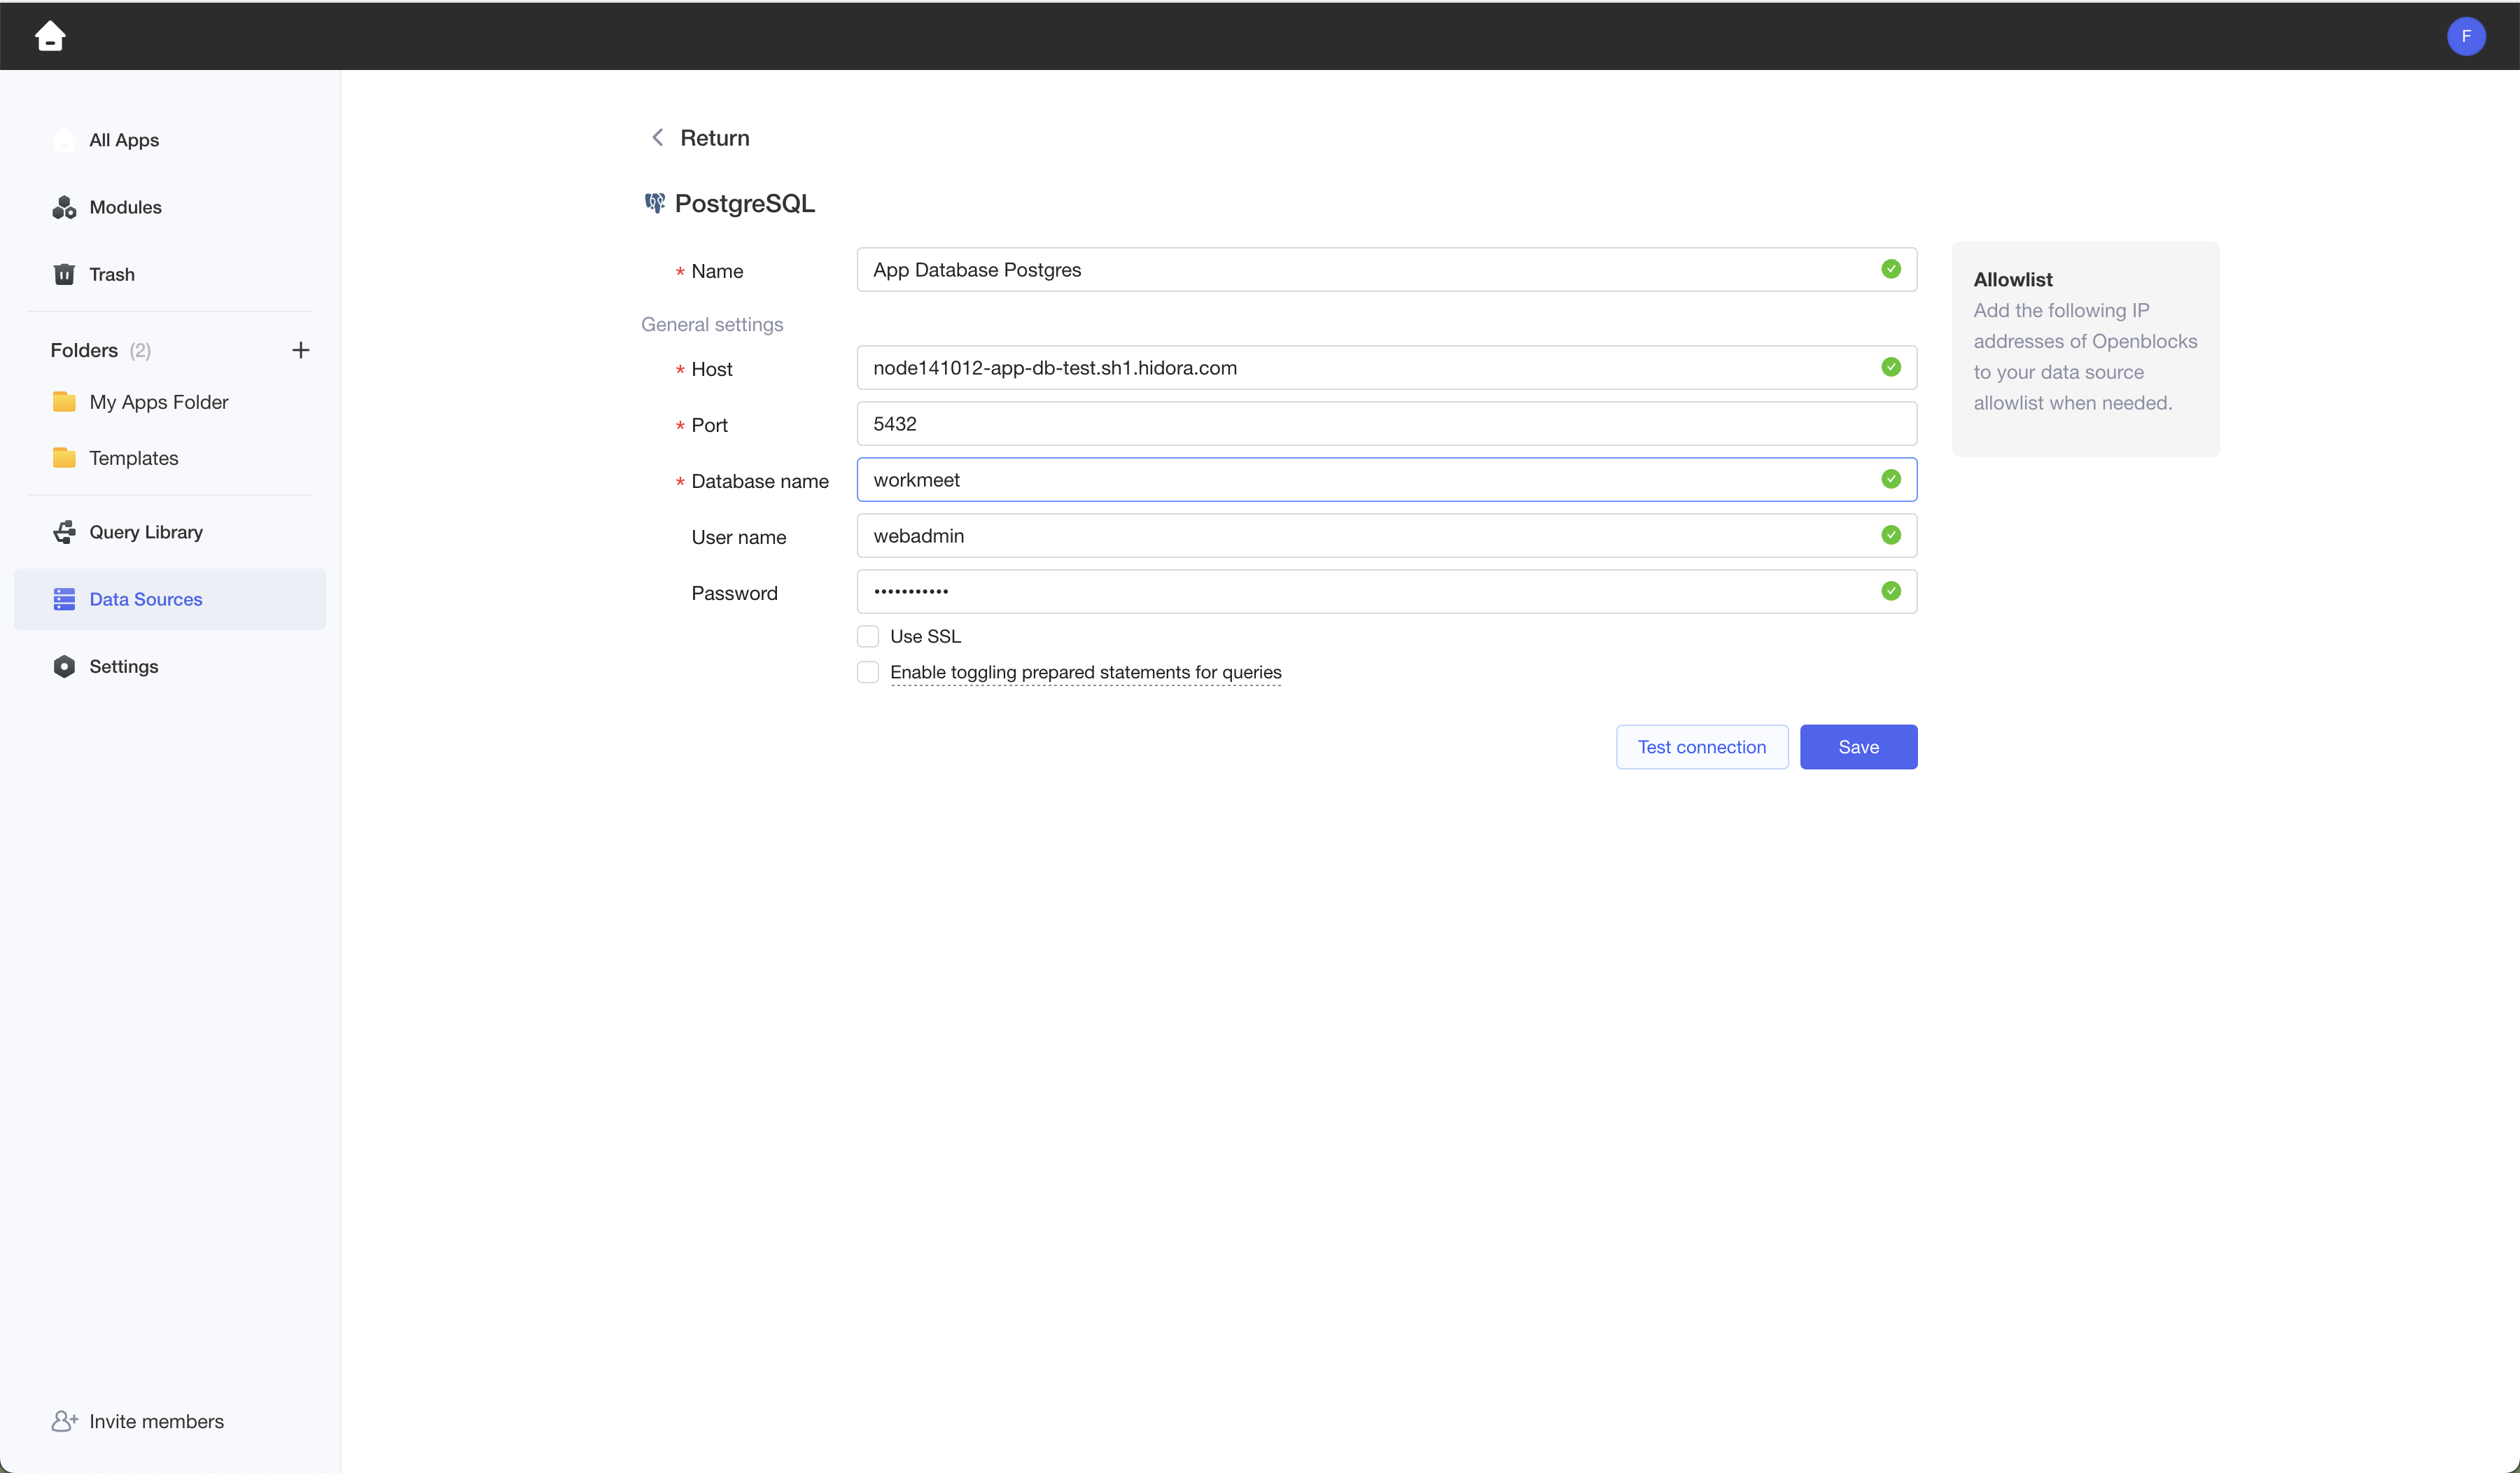 F
All Apps
Modules
Trash
Folders (2)
My Apps Folder
Templates
Query Library
Data Sources
Settings
Invite members
Return
PostgreSQL
* Name
App Database Postgres
General settings
* Host
node141012-app-db-test.sh1.hidora.com
* Port
5432
* Database name
workmeet
User name
webadmin
Password
•••••••••••
Use SSL
Enable toggling prepared statements for queries
Test connection
Save
Allowlist
Add the following IP
addresses of Openblocks
to your data source
allowlist when needed.